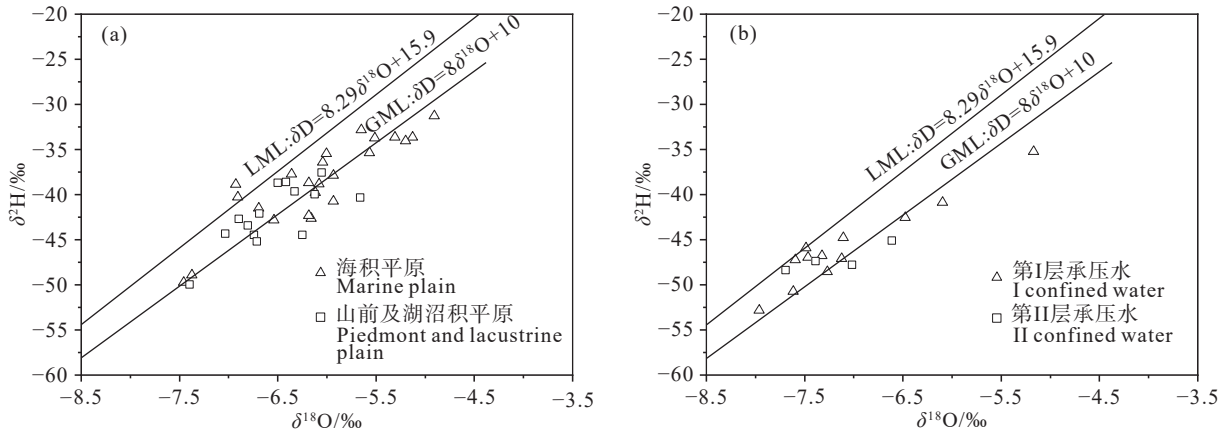 (a)
LML:δD=8.29δ¹⁸O+15.9
GML:δD=8δ¹⁸O+10
−20
−25
−30
−35
−40
−45
−50
−55
−60
δ²H/‰
−8.5 −7.5 −6.5 −5.5 −4.5 −3.5
δ¹⁸O/‰
海积平原
Marine plain
山前及湖沼积平原
Piedmont and lacustrine
plain
(b)
LML:δD=8.29δ¹⁸O+15.9
GML:δD=8δ¹⁸O+10
−20
−25
−30
−35
−40
−45
−50
−55
−60
δ²H/‰
−8.5 −7.5 −6.5 −5.5 −4.5 −3.5
δ¹⁸O/‰
第I层承压水
I confined water
第II层承压水
II confined water